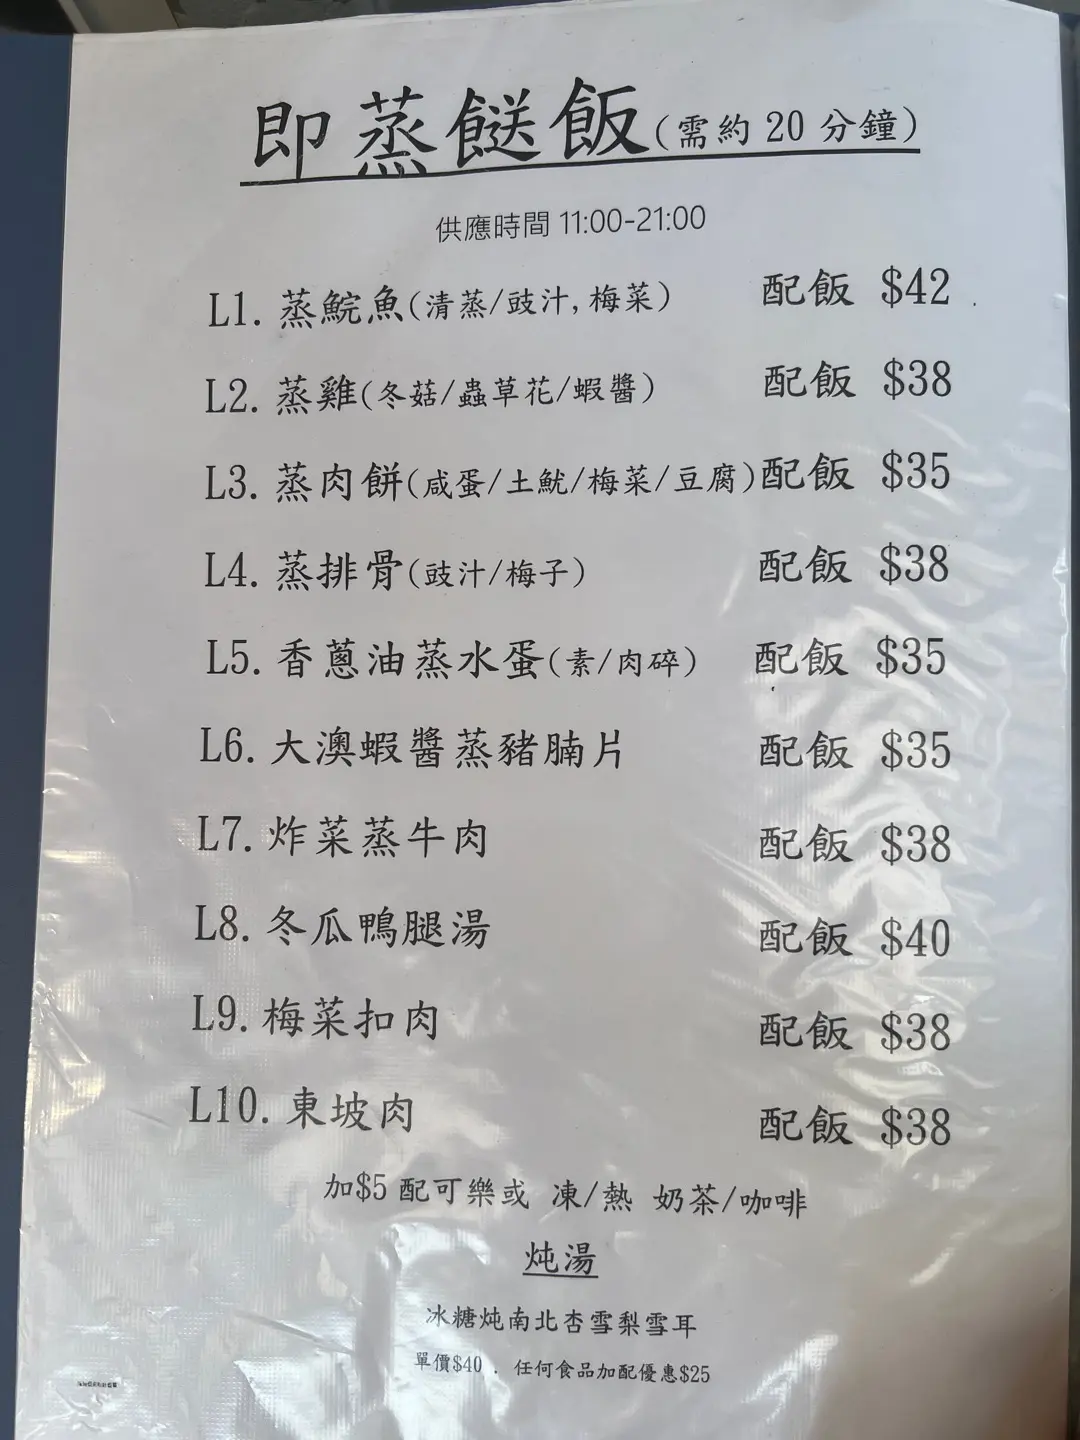 即蒸餸飯(需約 20 分鐘)
供應時間 11:00-21:00
L1. 蒸鯇魚(清蒸/豉汁, 梅菜) 配飯 $42
L2. 蒸雞(冬菇/蟲草花/蝦醬) 配飯 $38
L3. 蒸肉餅(咸蛋/土魷/梅菜/豆腐)配飯 $35
L4. 蒸排骨(豉汁/梅子) 配飯 $38
L5. 香蔥油蒸水蛋(素/肉碎) 配飯 $35
L6. 大澳蝦醬蒸豬腩片 配飯 $35
L7. 炸菜蒸牛肉 配飯 $38
L8. 冬瓜鴨腿湯 配飯 $40
L9. 梅菜扣肉 配飯 $38
L10. 東坡肉 配飯 $38
加$5 配可樂或 凍/熱 奶茶/咖啡
炖湯
冰糖炖南北杏雪梨雪耳
單價$40 . 任何食品加配優惠$25